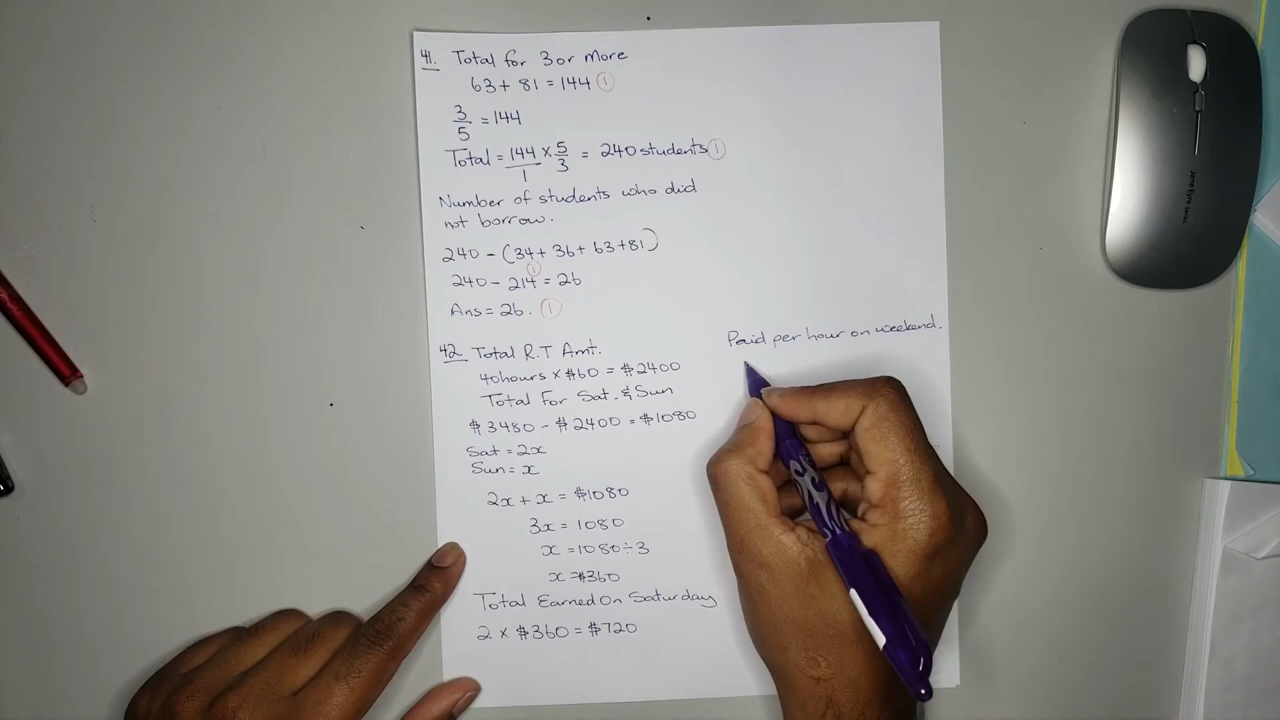 41. Total for 3 or More
63 + 81 = 144 ①
3/5 = 144
Total = 144/1 × 5/3 = 240 students ①
Number of students who did
not borrow.
240 - (34 + 36 + 63 + 81)
①
240 - 214 = 26
Ans = 26. ①
42. Total R.T Amt.
40hours × $60 = $2400
Total For Sat. & Sun
$3480 - $2400 = $1080
Sat = 2x
Sun = x
2x + x = $1080
3x = 1080
x = 1080 ÷ 3
x = $360
Total Earned On Saturday
2 × $360 = $720
Paid per hour on weekend.